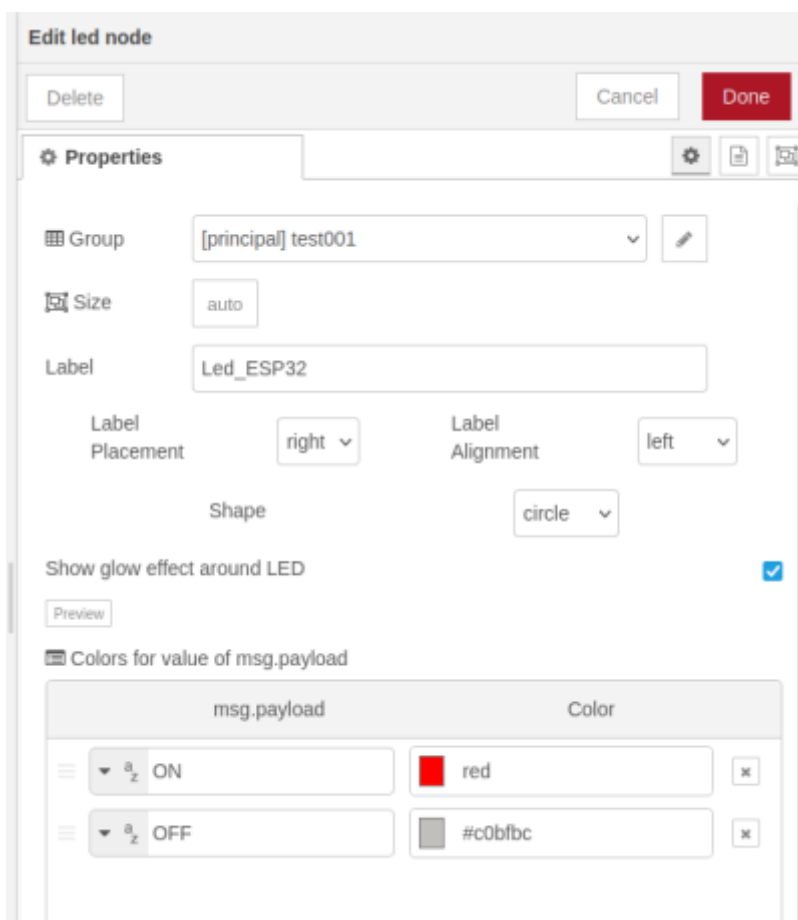 Edit led node
Delete Cancel Done
Properties
Group [principal] test001
Size auto
Label Led_ESP32
Label Placement right Label Alignment left
Shape circle
Show glow effect around LED
Preview
Colors for value of msg.payload
msg.payload Color
az ON red
az OFF #c0bfbc